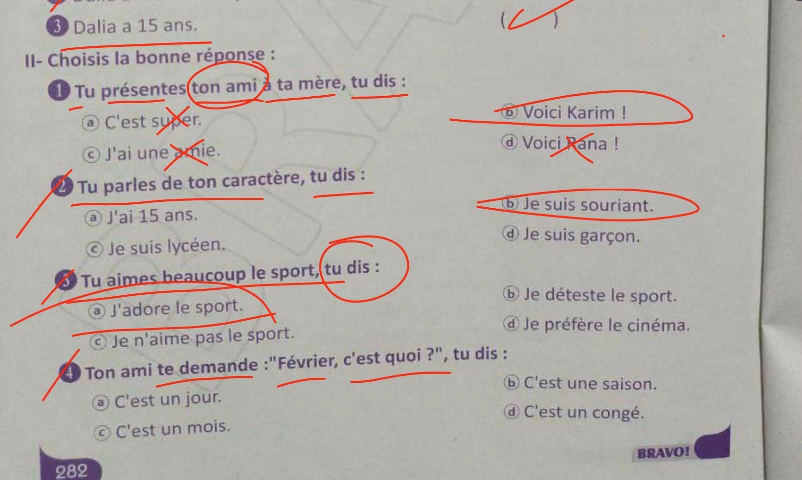 3 Dalia a 15 ans. ( )
II- Choisis la bonne réponse :
1 Tu présentes ton ami à ta mère, tu dis :
a C'est super. b Voici Karim !
c J'ai une amie. d Voici Rana !
2 Tu parles de ton caractère, tu dis :
a J'ai 15 ans. b Je suis souriant.
c Je suis lycéen. d Je suis garçon.
3 Tu aimes beaucoup le sport, tu dis :
a J'adore le sport. b Je déteste le sport.
c Je n'aime pas le sport. d Je préfère le cinéma.
4 Ton ami te demande :"Février, c'est quoi ?", tu dis :
a C'est un jour. b C'est une saison.
c C'est un mois. d C'est un congé.
282 BRAVO!